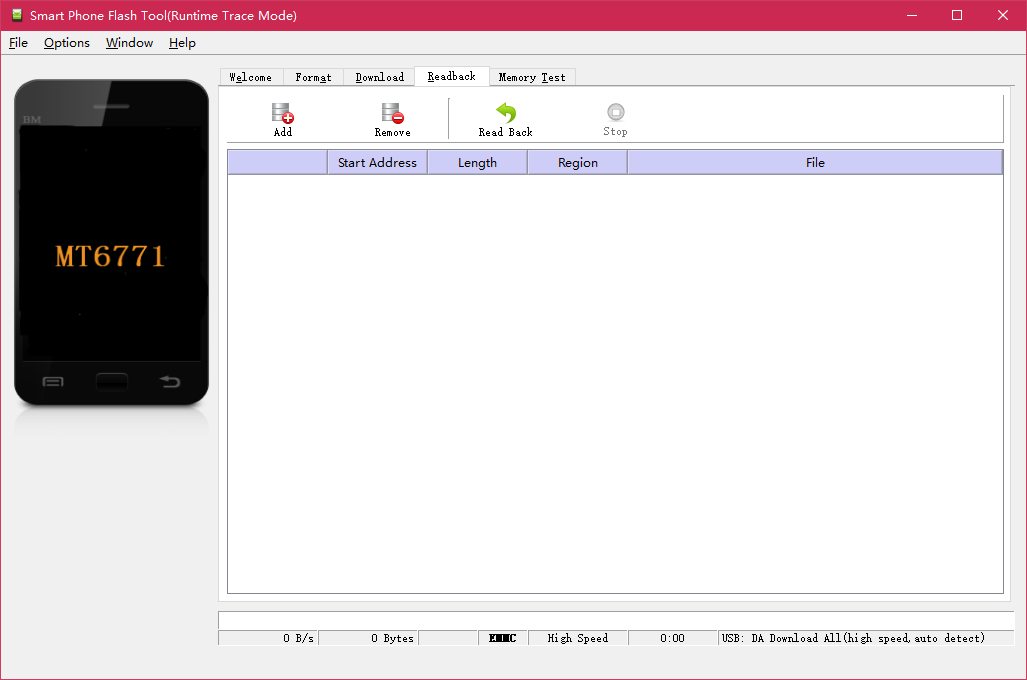 Smart Phone Flash Tool(Runtime Trace Mode)
File Options Window Help
Welcome Format Download Readback Memory Test
BM
Add Remove Read Back Stop
Start Address Length Region File
MT6771
0 B/s 0 Bytes EMMC High Speed 0:00 USB: DA Download All(high speed,auto detect)